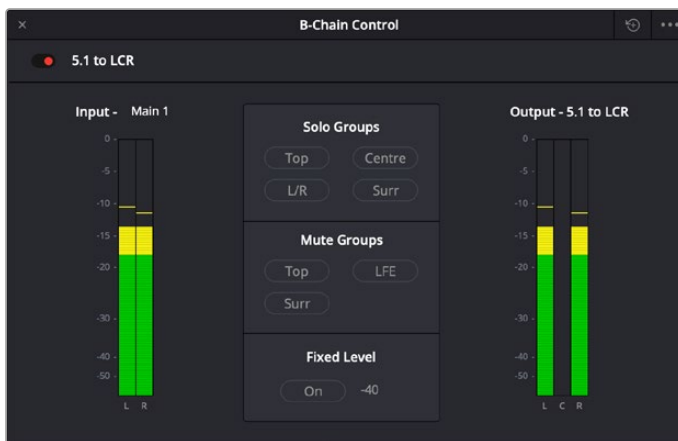 × B-Chain Control •••
5.1 to LCR
Input - Main 1
0 -
-5 -
-10 -
-15 -
-20 -
-30 -
-40 -
-50 -
L R
Solo Groups
Top Centre
L/R Surr
Mute Groups
Top LFE
Surr
Fixed Level
On -40
Output - 5.1 to LCR
0 -
-5 -
-10 -
-15 -
-20 -
-30 -
-40 -
-50 -
L C R